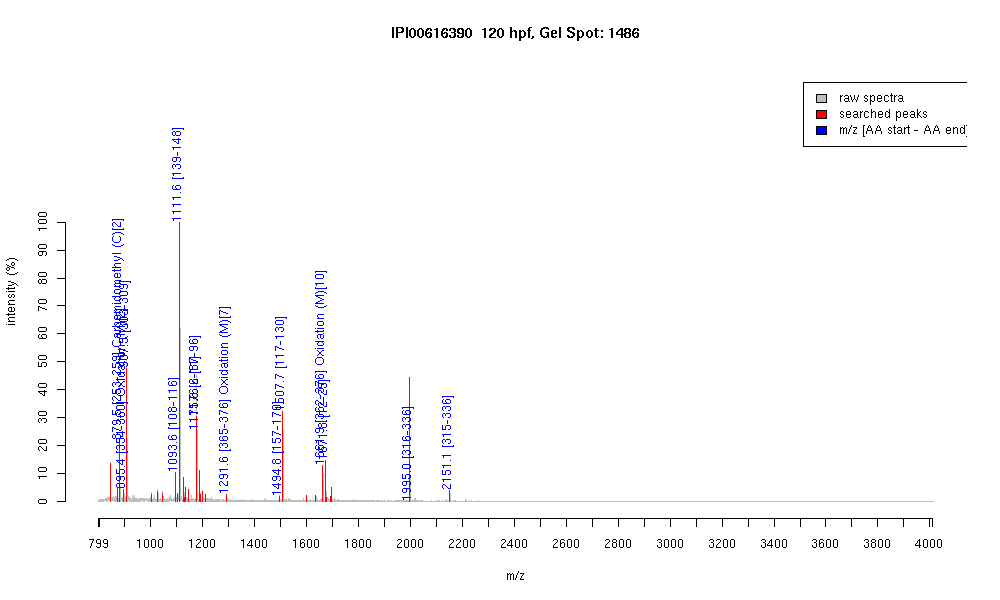 IPI00616390 120 hpf, Gel Spot: 1486
raw spectra
searched peaks
m/z [AA start - AA end]
intensity (%)
0 10 20 30 40 50 60 70 80 90 100
1093.6 [108-116]
1111.6 [139-148]
1291.6 [365-376] Oxidation (M)[7]
1494.8 [157-170]
1507.7 [117-130]
1995.0 [316-336]
2151.1 [315-336]
799 1000 1200 1400 1600 1800 2000 2200 2400 2600 2800 3000 3200 3400 3600 3800 4000
m/z